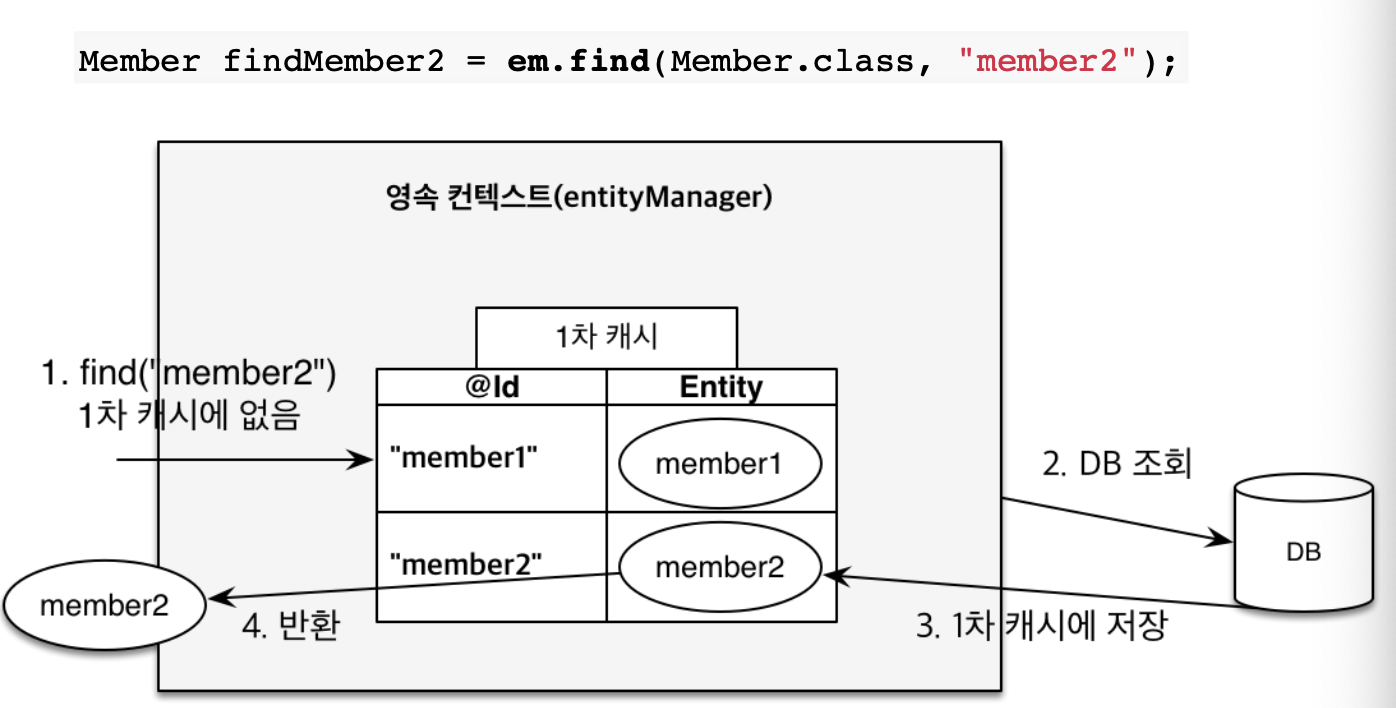 Member findMember2 = em.find(Member.class, "member2");
영속 컨텍스트(entityManager)
1차 캐시
1. find("member2")
1차 캐시에 없음
@Id
Entity
"member1"
member1
2. DB 조회
DB
"member2"
member2
member2
4. 반환
3. 1차 캐시에 저장